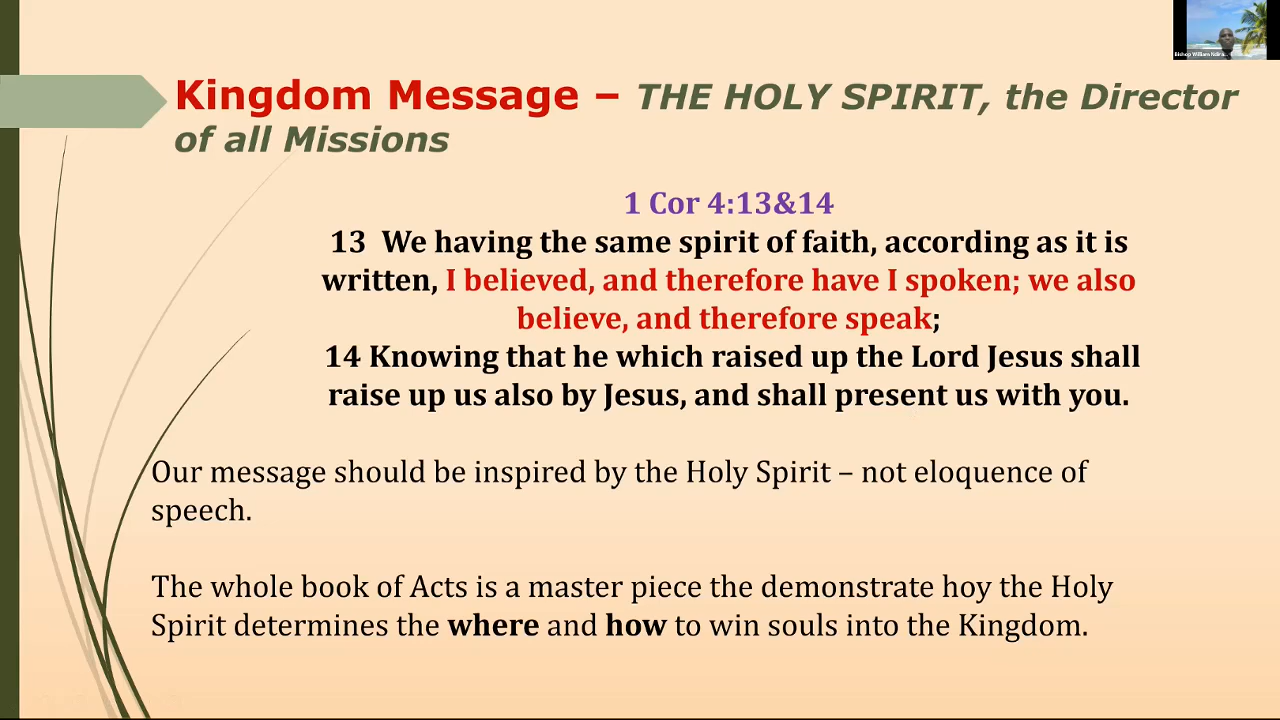 Bishop William Ndira...
Kingdom Message – THE HOLY SPIRIT, the Director
of all Missions
1 Cor 4:13&14
13 We having the same spirit of faith, according as it is
written, I believed, and therefore have I spoken; we also
believe, and therefore speak;
14 Knowing that he which raised up the Lord Jesus shall
raise up us also by Jesus, and shall present us with you.
Our message should be inspired by the Holy Spirit – not eloquence of
speech.
The whole book of Acts is a master piece the demonstrate hoy the Holy
Spirit determines the where and how to win souls into the Kingdom.